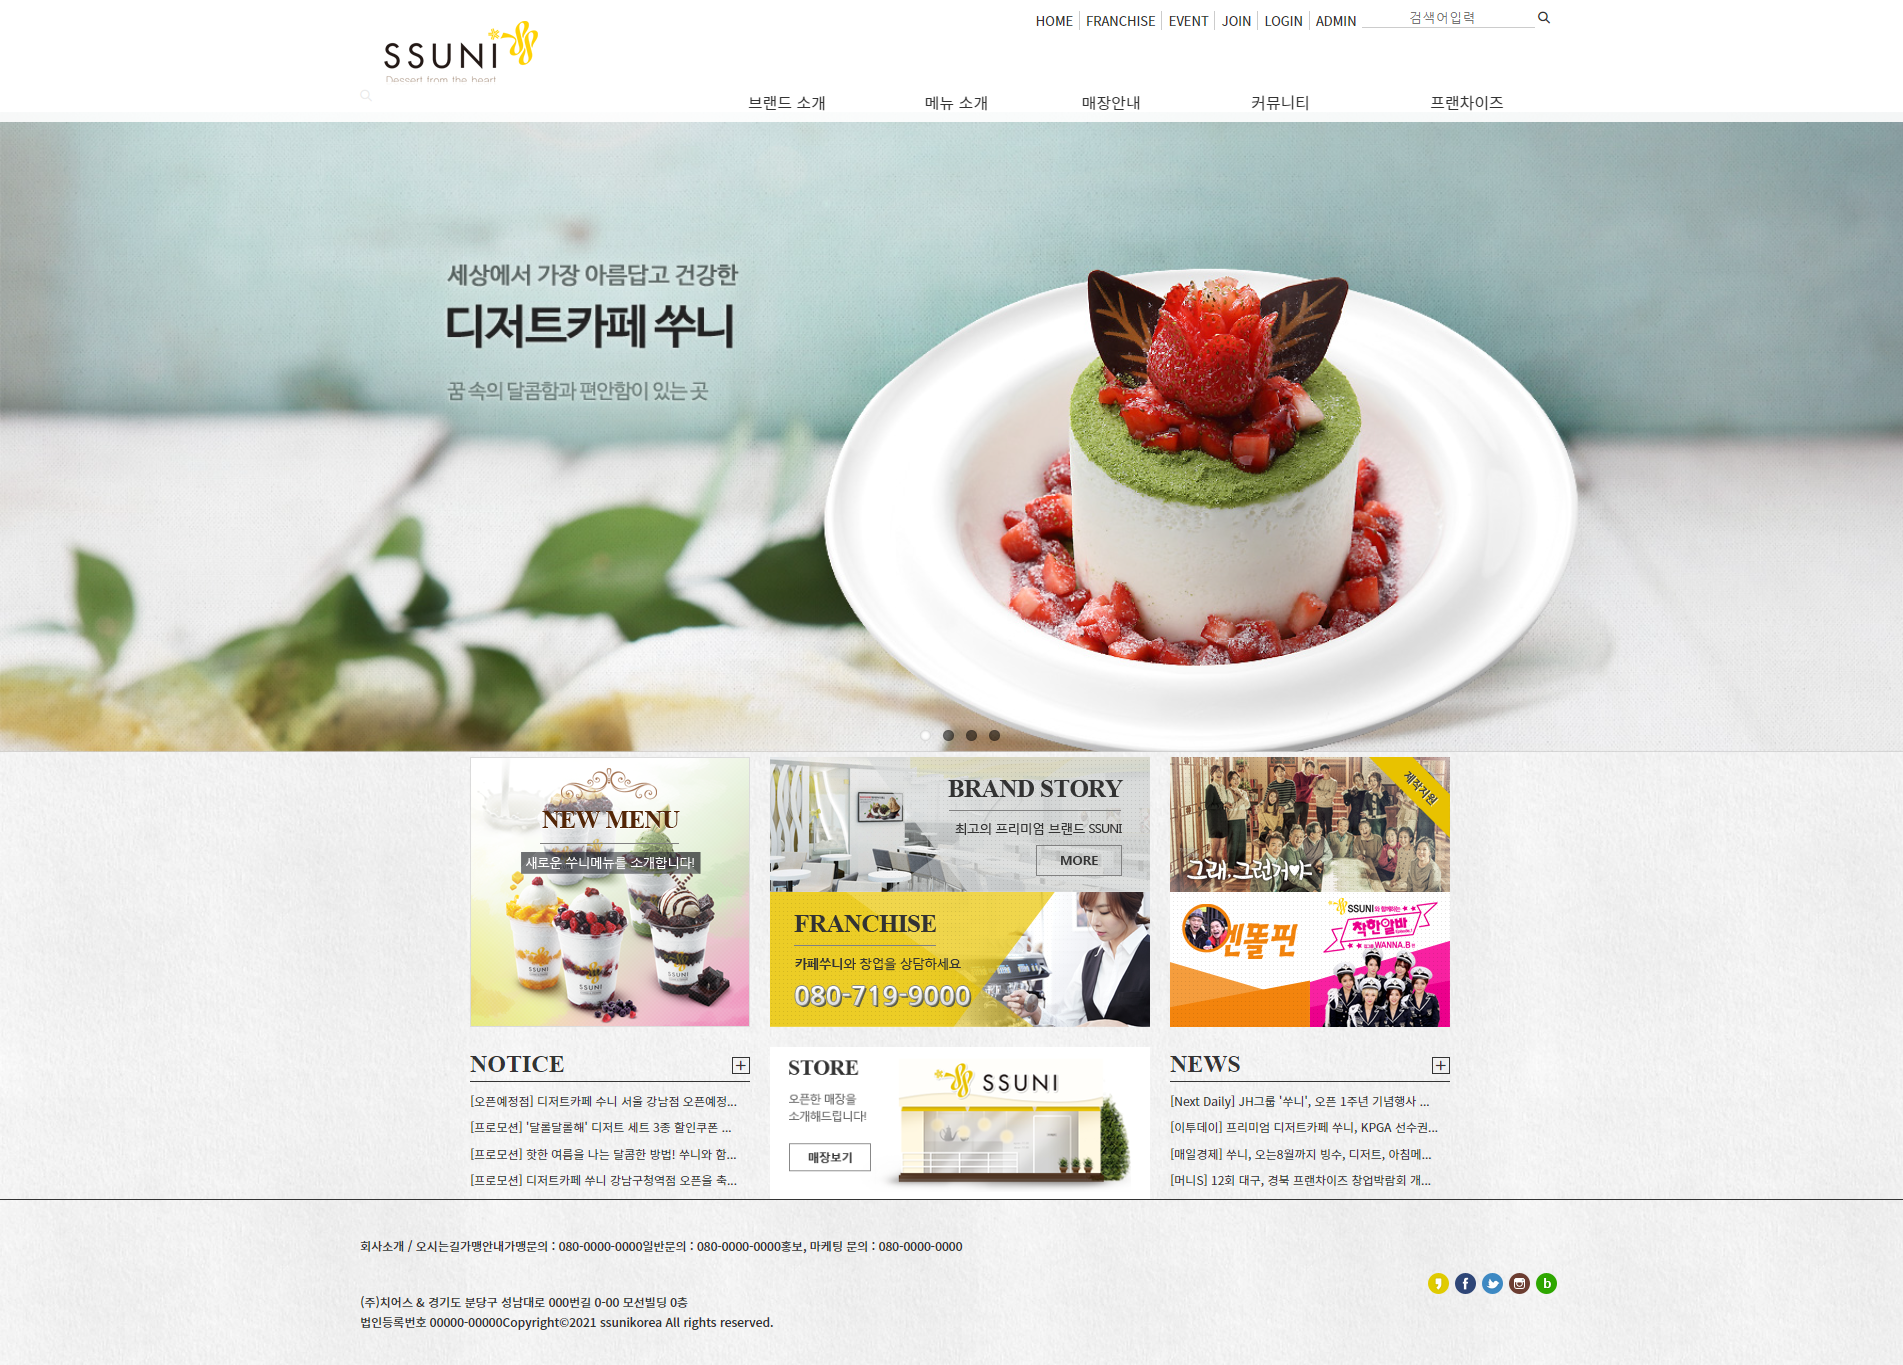 HOME FRANCHISE EVENT JOIN LOGIN ADMIN 검색어입력
SSUNI
Dessert from the heart
브랜드 소개 메뉴 소개 매장안내 커뮤니티 프랜차이즈
세상에서 가장 아름답고 건강한
디저트카페 쑤니
꿈 속의 달콤함과 편안함이 있는 곳
NEW MENU
새로운 쑤니메뉴를 소개합니다!
SSUNI
SSUNI
SSUNI
BRAND STORY
최고의 프리미엄 브랜드 SSUNI
MORE
FRANCHISE
카페쑤니와 창업을 상담하세요
080-719-9000
제작지원
그래, 그런거야
SSUNI와 함께하는
착한알바
WANNA.B 편
NOTICE
[오픈예정점] 디저트카페 수니 서울 강남점 오픈예정...
[프로모션] '달롤달롤해' 디저트 세트 3종 할인쿠폰 ...
[프로모션] 핫한 여름을 나는 달콤한 방법! 쑤니와 함...
[프로모션] 디저트카페 쑤니 강남구청역점 오픈을 축...
STORE
오픈한 매장을
소개해드립니다!
매장보기
SSUNI
NEWS
[Next Daily] JH그룹 '쑤니', 오픈 1주년 기념행사 ...
[이투데이] 프리미엄 디저트카페 쑤니, KPGA 선수권...
[매일경제] 쑤니, 오는8월까지 빙수, 디저트, 아침메...
[머니S] 12회 대구, 경북 프랜차이즈 창업박람회 개...
회사소개 / 오시는길가맹안내가맹문의 : 080-0000-0000일반문의 : 080-0000-0000홍보, 마케팅 문의 : 080-0000-0000
(주)치어스 & 경기도 분당구 성남대로 000번길 0-00 모선빌딩 0층
법인등록번호 00000-00000Copyright©2021 ssunikorea All rights reserved.